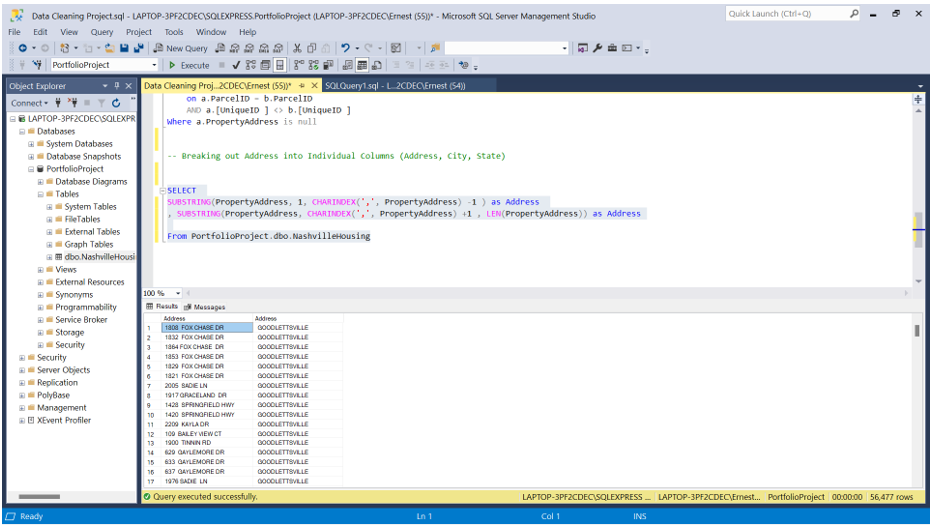 Data Cleaning Project.sql - LAPTOP-3PF2CDEC\SQLEXPRESS.PortfolioProject (LAPTOP-3PF2CDEC\Ernest (55))* - Microsoft SQL Server Management Studio
Quick Launch (Ctrl+Q)
File Edit View Query Project Tools Window Help
New Query
PortfolioProject
Execute
Object Explorer
Data Cleaning Proj...2CDEC\Ernest (55))*
SQLQuery1.sql - L...2CDEC\Ernest (54))
Connect
LAPTOP-3PF2CDEC\SQLEXPR
Databases
System Databases
Database Snapshots
PortfolioProject
Database Diagrams
Tables
System Tables
FileTables
External Tables
Graph Tables
dbo.NashvilleHousi
Views
External Resources
Synonyms
Programmability
Service Broker
Storage
Security
Security
Server Objects
Replication
PolyBase
Management
XEvent Profiler
on a.ParcelID = b.ParcelID
AND a.[UniqueID ] <> b.[UniqueID ]
Where a.PropertyAddress is null
-- Breaking out Address into Individual Columns (Address, City, State)
SELECT
SUBSTRING(PropertyAddress, 1, CHARINDEX(',', PropertyAddress) -1 ) as Address
, SUBSTRING(PropertyAddress, CHARINDEX(',', PropertyAddress) +1 , LEN(PropertyAddress)) as Address
From PortfolioProject.dbo.NashvilleHousing
100 %
Results Messages
Address Address
1 1808 FOX CHASE DR GOODLETTSVILLE
2 1832 FOX CHASE DR GOODLETTSVILLE
3 1864 FOX CHASE DR GOODLETTSVILLE
4 1853 FOX CHASE DR GOODLETTSVILLE
5 1829 FOX CHASE DR GOODLETTSVILLE
6 1821 FOX CHASE DR GOODLETTSVILLE
7 2005 SADIE LN GOODLETTSVILLE
8 1917 GRACELAND DR GOODLETTSVILLE
9 1428 SPRINGFIELD HWY GOODLETTSVILLE
10 1420 SPRINGFIELD HWY GOODLETTSVILLE
11 2209 KAYLA DR GOODLETTSVILLE
12 109 BAILEY VIEW CT GOODLETTSVILLE
13 1900 TINNIN RD GOODLETTSVILLE
14 629 GAYLEMORE DR GOODLETTSVILLE
15 633 GAYLEMORE DR GOODLETTSVILLE
16 637 GAYLEMORE DR GOODLETTSVILLE
17 1976 SADIE LN GOODLETTSVILLE
Query executed successfully.
LAPTOP-3PF2CDEC\SQLEXPRESS ... LAPTOP-3PF2CDEC\Ernest... PortfolioProject 00:00:00 56,477 rows
Ready Ln 1 Col 1 INS